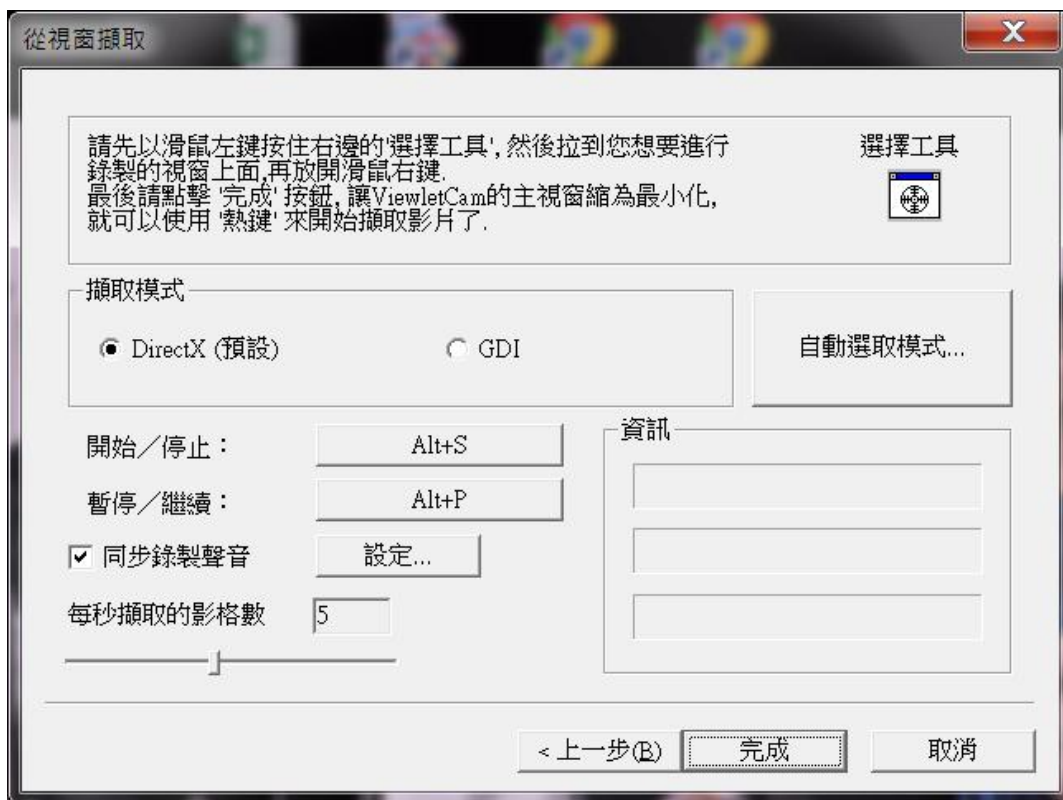 從視窗擷取
請先以滑鼠左鍵按住右邊的'選擇工具', 然後拉到您想要進行
錄製的視窗上面,再放開滑鼠右鍵.
最後請點擊 '完成' 按鈕, 讓ViewletCam的主視窗縮為最小化,
就可以使用 '熱鍵' 來開始擷取影片了.
選擇工具
擷取模式
DirectX (預設)
GDI
自動選取模式...
開始／停止：
Alt+S
暫停／繼續：
Alt+P
同步錄製聲音
設定...
每秒擷取的影格數
5
資訊
<上一步(B)
完成
取消